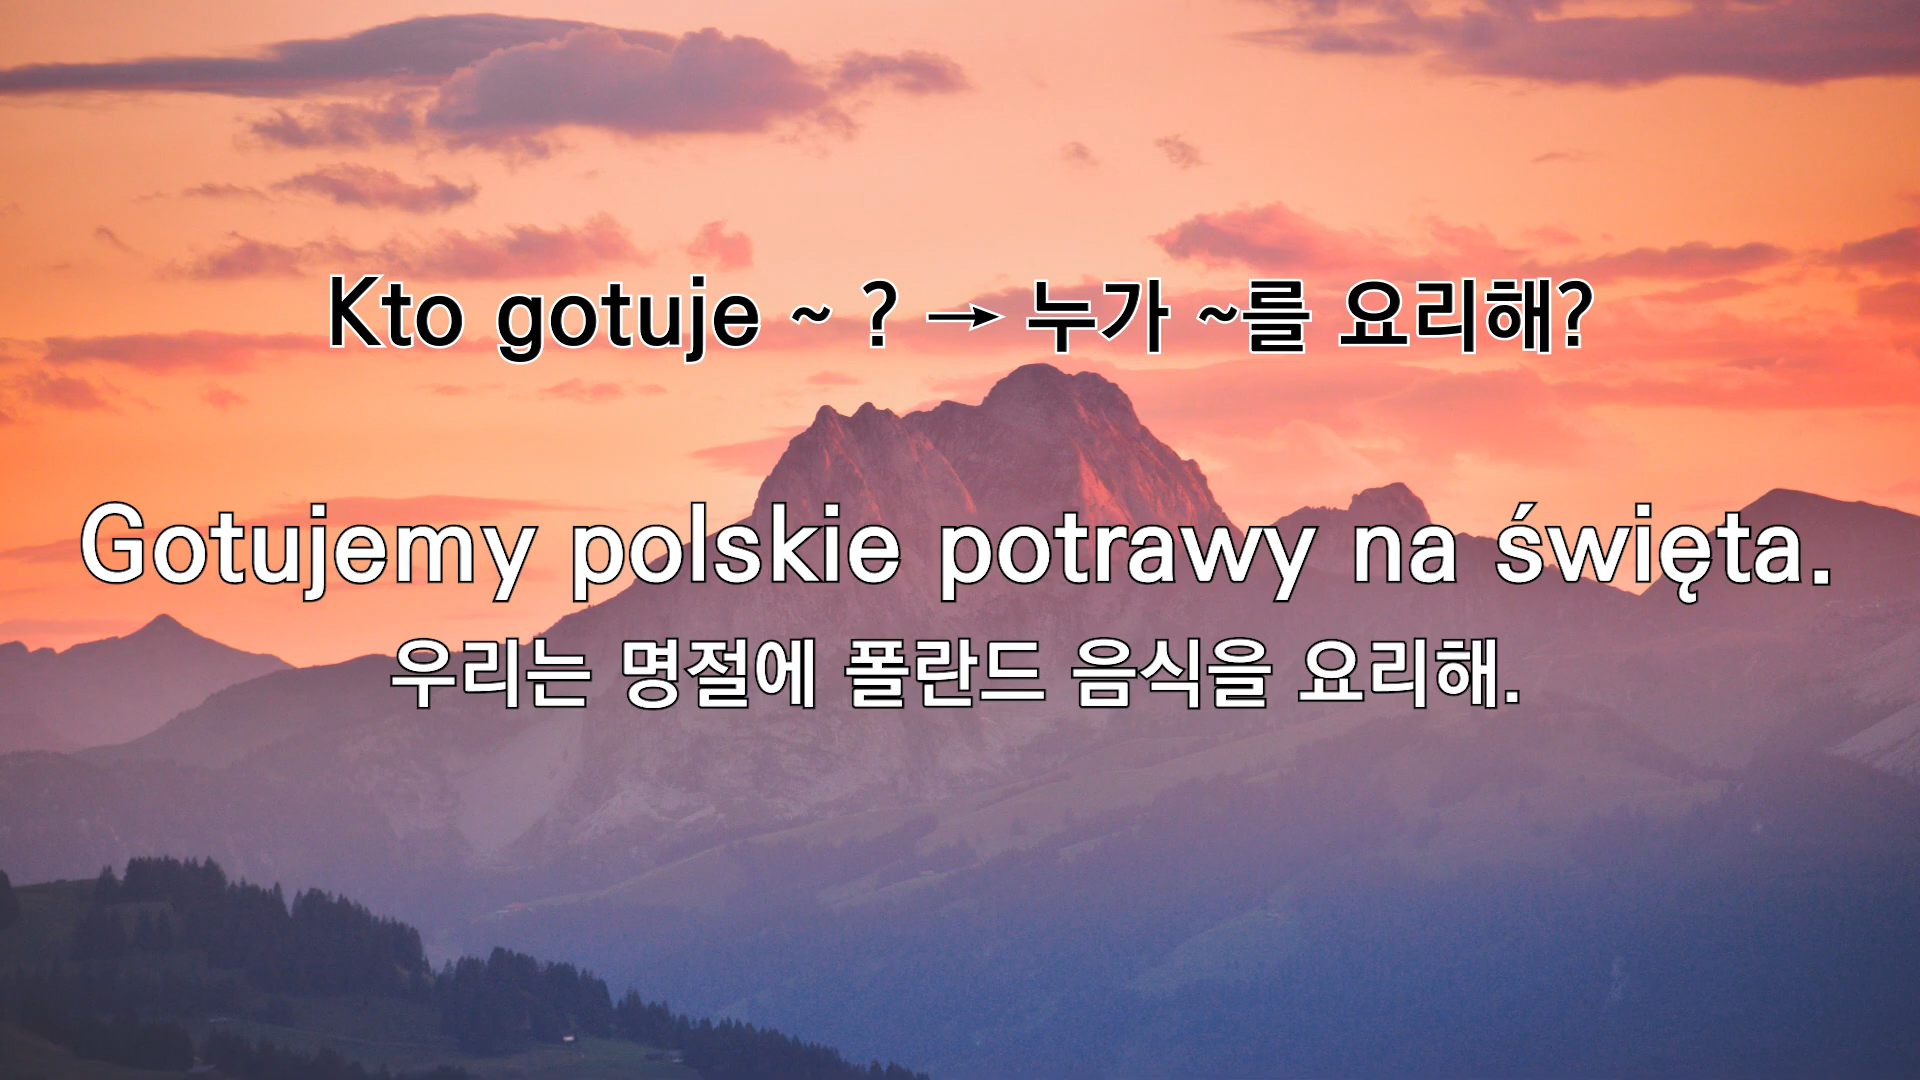 Kto gotuje ~ ? → 누가 ~를 요리해?
Gotujemy polskie potrawy na święta.
우리는 명절에 폴란드 음식을 요리해.